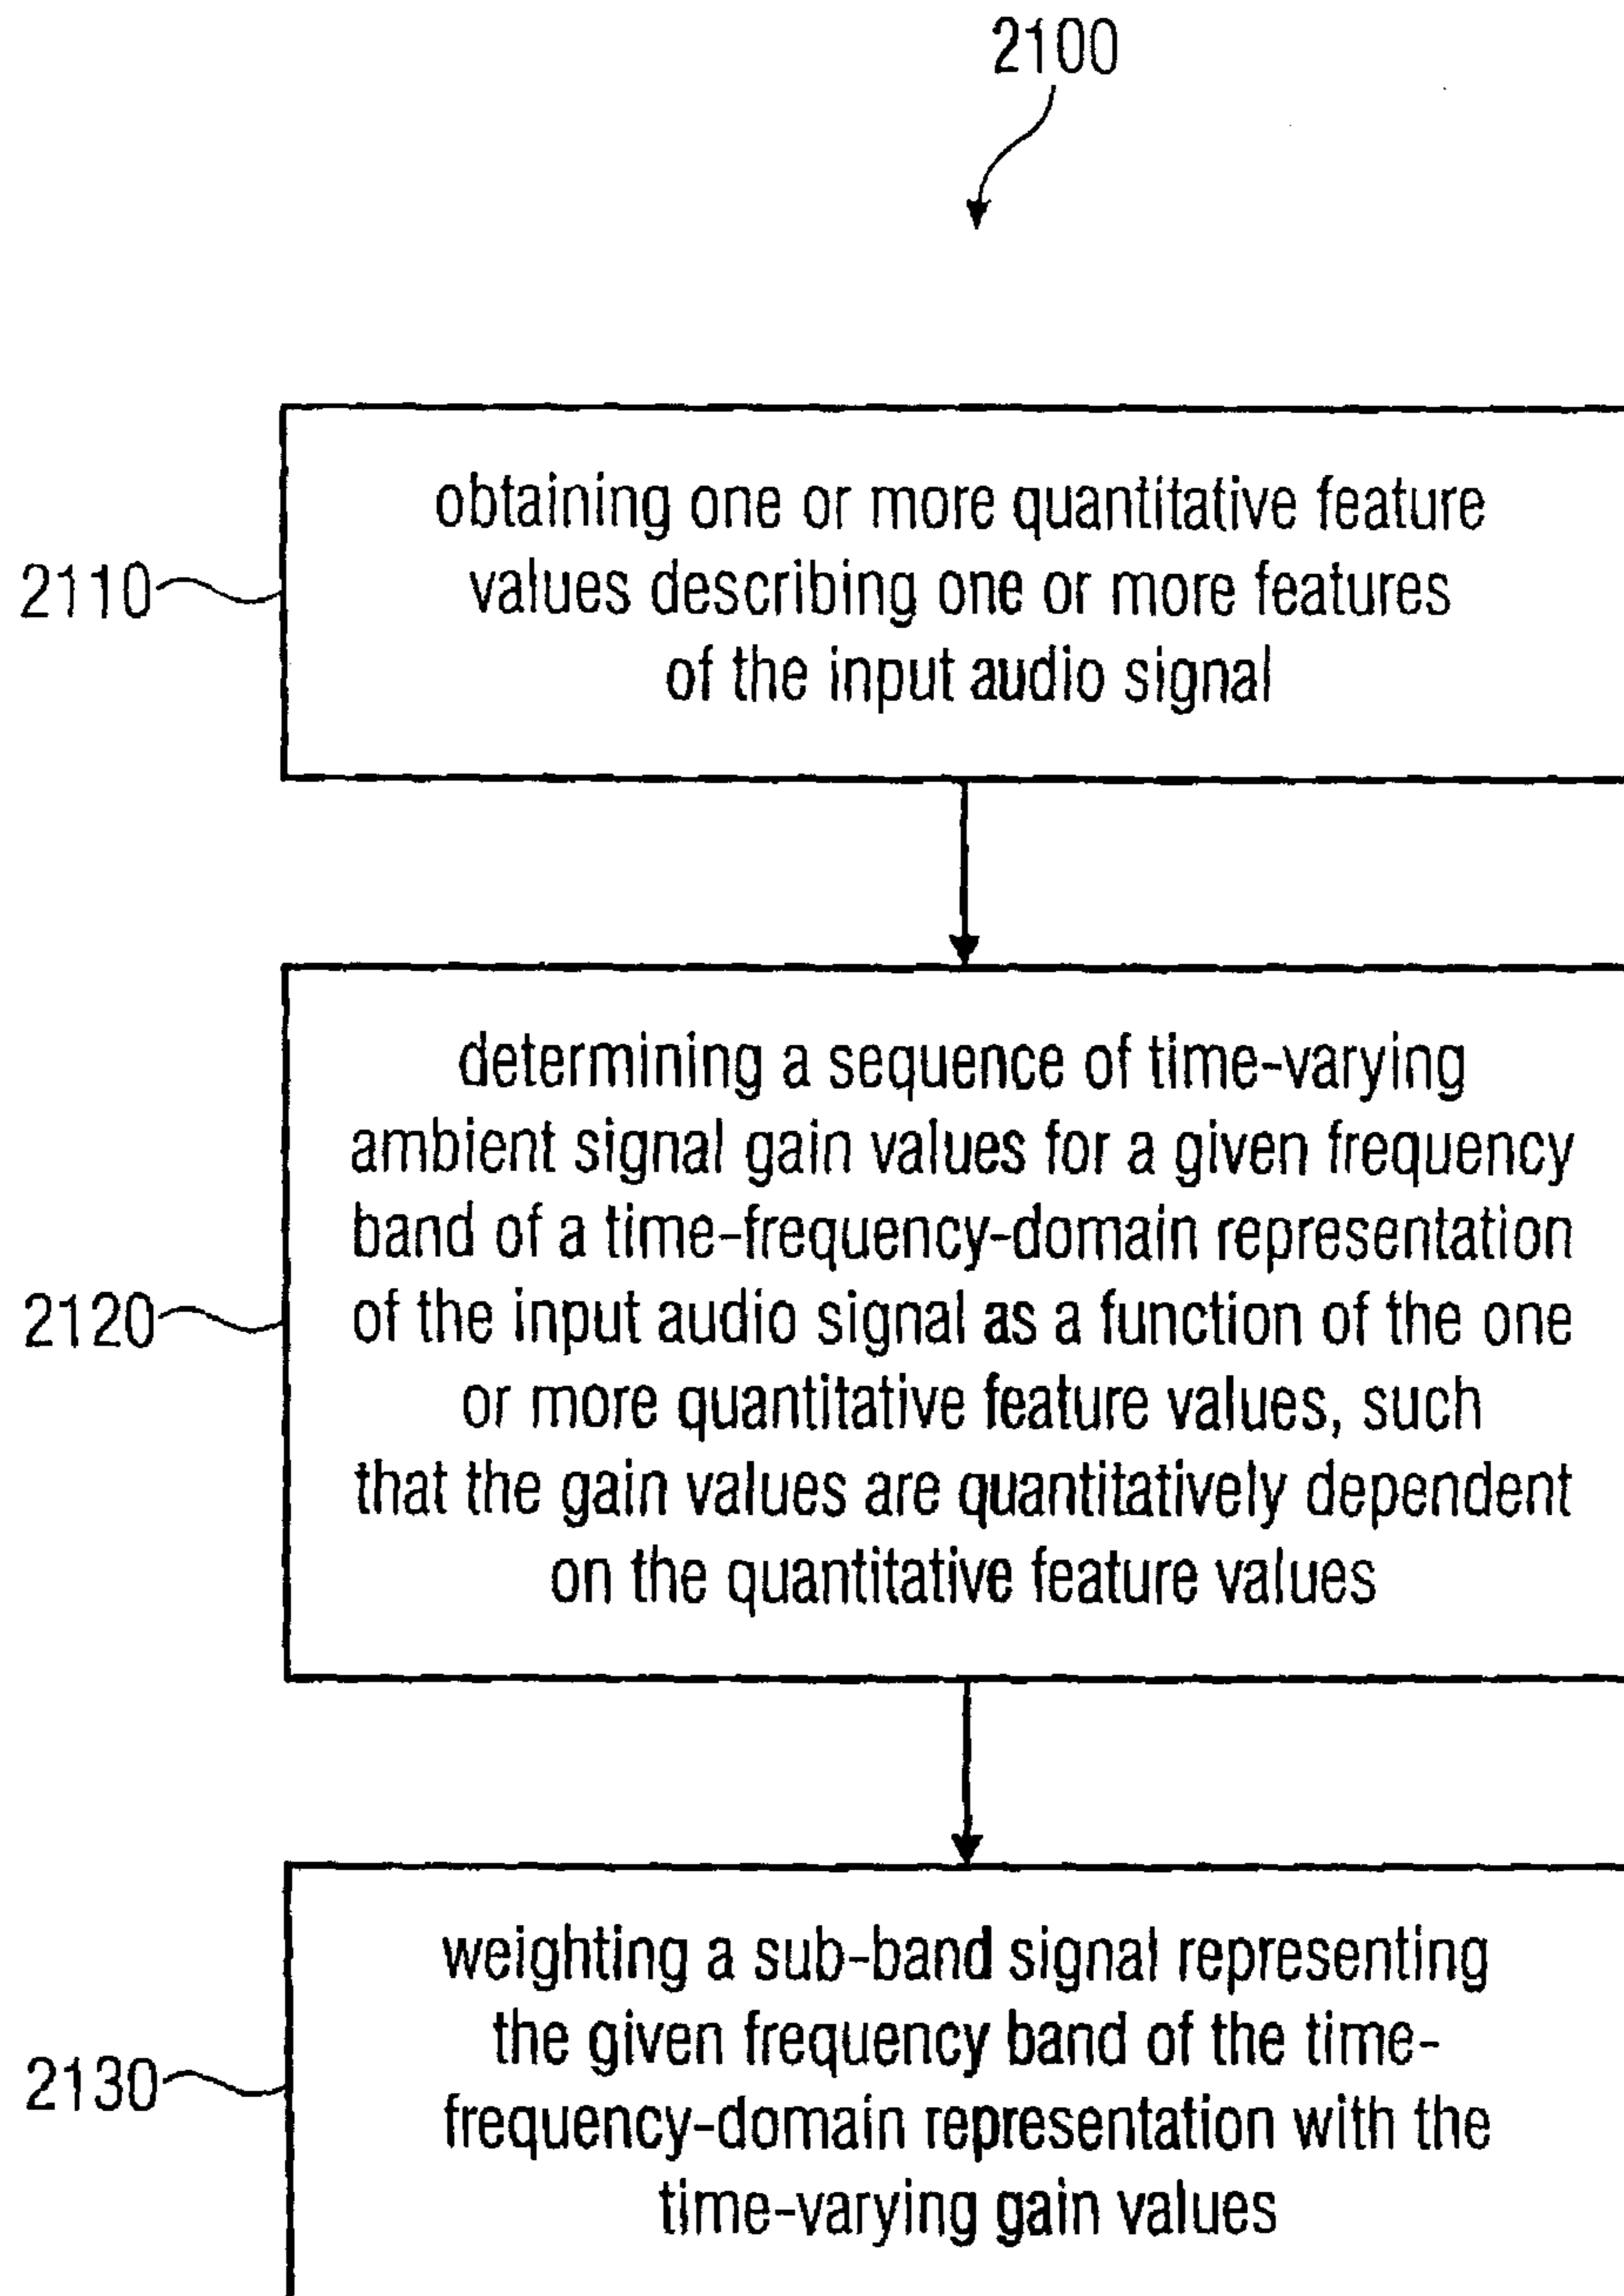 2100
obtaining one or more quantitative feature
values describing one or more features
of the input audio signal
2110
determining a sequence of time-varying
ambient signal gain values for a given frequency
band of a time-frequency-domain representation
of the input audio signal as a function of the one
or more quantitative feature values, such
that the gain values are quantitatively dependent
on the quantitative feature values
2120
weighting a sub-band signal representing
the given frequency band of the time-
frequency-domain representation with the
time-varying gain values
2130